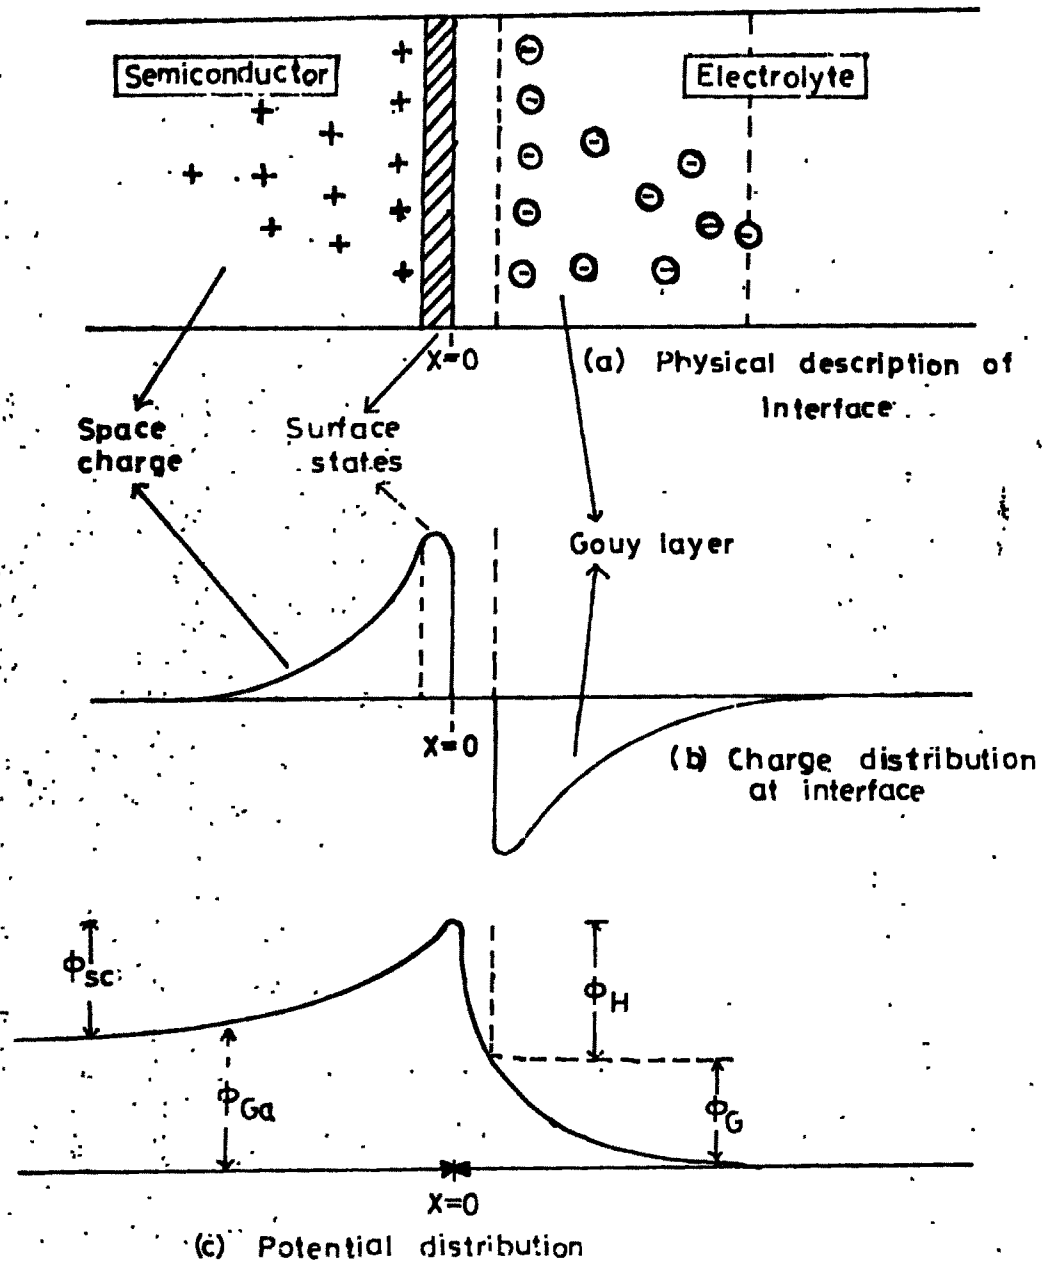 Semiconductor
Electrolyte
X=0
(a) Physical description of
Interface
Space
charge
Surface
states
Gouy layer
X=0
(b) Charge distribution
at interface
ϕsc
ϕH
ϕGa
ϕG
X=0
(c) Potential distribution